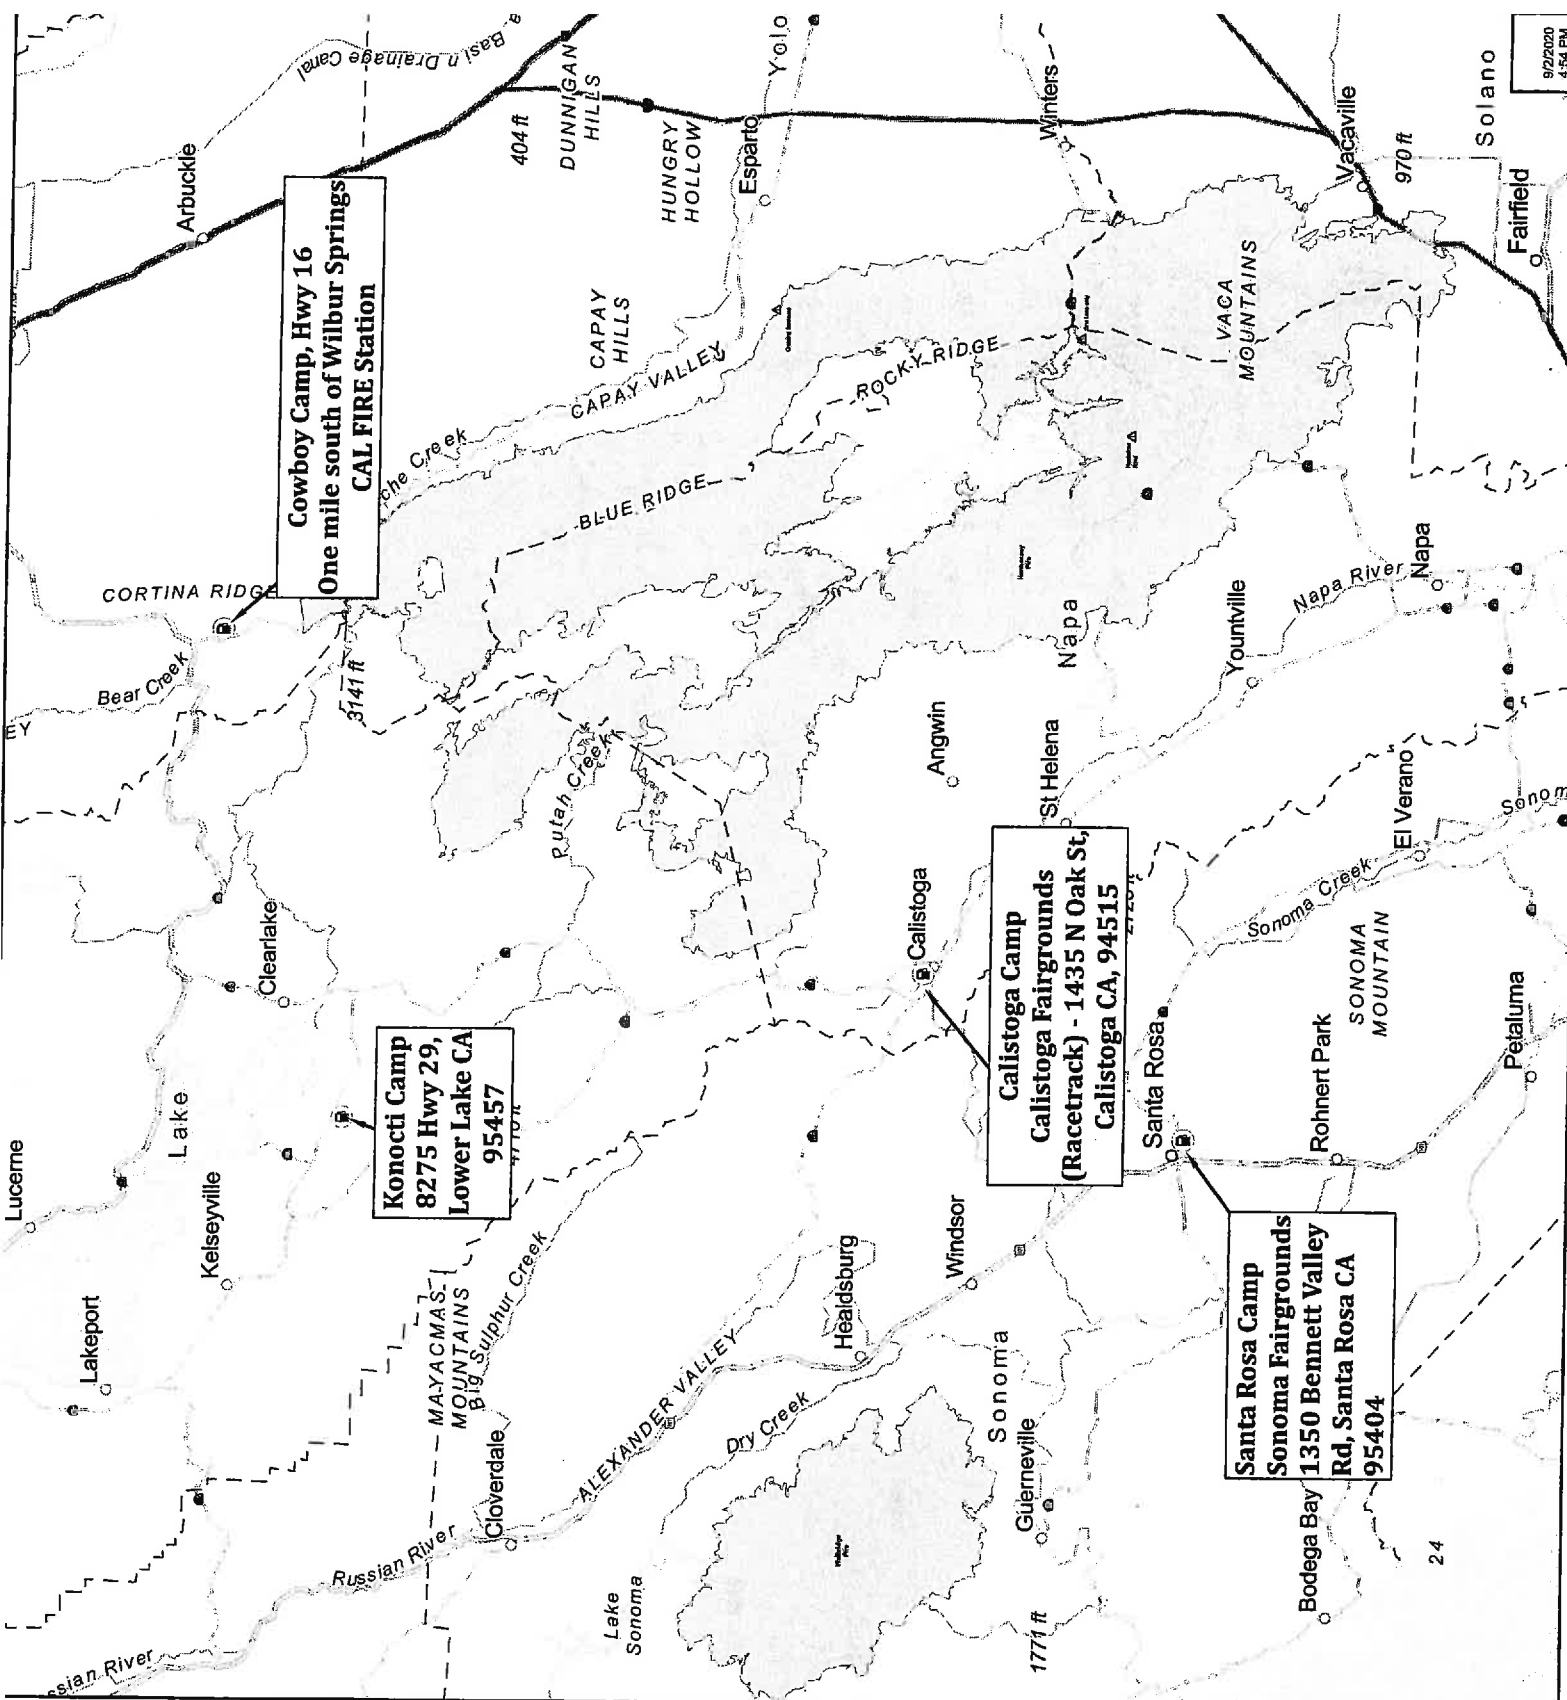 Lucerne
Lakeport
Lake
Kelseyville
Clearlake
EY
Bear Creek
CORTINA RIDGE
Arbuckle
Basin Drainage Canal
Cowboy Camp, Hwy 16
One mile south of Wilbur Springs
CAL FIRE Station
3141 ft
che Creek
Konocti Camp
8275 Hwy 29,
Lower Lake CA
95457
ssian River
Russian River
MAYACMAS
MOUNTAINS
Big Sulphur Creek
Cloverdale
ALEXANDER VALLEY
Putah Creek
BLUE RIDGE
CAPAY VALLEY
CAPAY
HILLS
404 ft
DUNNIGAN
HILLS
HUNGRY
HOLLOW
Esparto
Yolo
Lake
Sonoma
Dry Creek
Healdsburg
Windsor
Calistoga
Angwin
ROCKY RIDGE
Sonoma
Guerneville
1771 ft
Calistoga Camp
Calistoga Fairgrounds
(Racetrack) - 1435 N Oak St,
Calistoga CA, 94515
St Helena
Napa
Winters
Santa Rosa
Yountville
VACA
MOUNTAINS
Santa Rosa Camp
Sonoma Fairgrounds
1350 Bennett Valley
Rd, Santa Rosa CA
95404
Sonoma Creek
Napa River
Napa
Vacaville
970 ft
Bodega Bay
Rohnert Park
SONOMA
MOUNTAIN
El Verano
24
Petaluma
Sonom
Fairfield
Solano
9/2/2020
4:54 PM